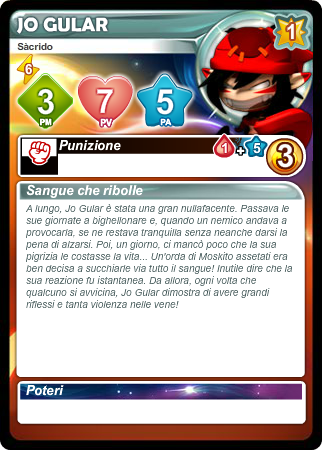 JO GULAR
1
Sàcrido
6
3
PM
7
PV
5
PA
Punizione
1 + 5
3
Sangue che ribolle
A lungo, Jo Gular è stata una gran nullafacente. Passava le
sue giornate a bighellonare e, quando un nemico andava a
provocarla, se ne restava tranquilla senza neanche darsi la
pena di alzarsi. Poi, un giorno, ci mancò poco che la sua
pigrizia le costasse la vita... Un'orda di Moskito assetati era
ben decisa a succhiarle via tutto il sangue! Inutile dire che la
sua reazione fu istantanea. Da allora, ogni volta che
qualcuno si avvicina, Jo Gular dimostra di avere grandi
riflessi e tanta violenza nelle vene!
Poteri